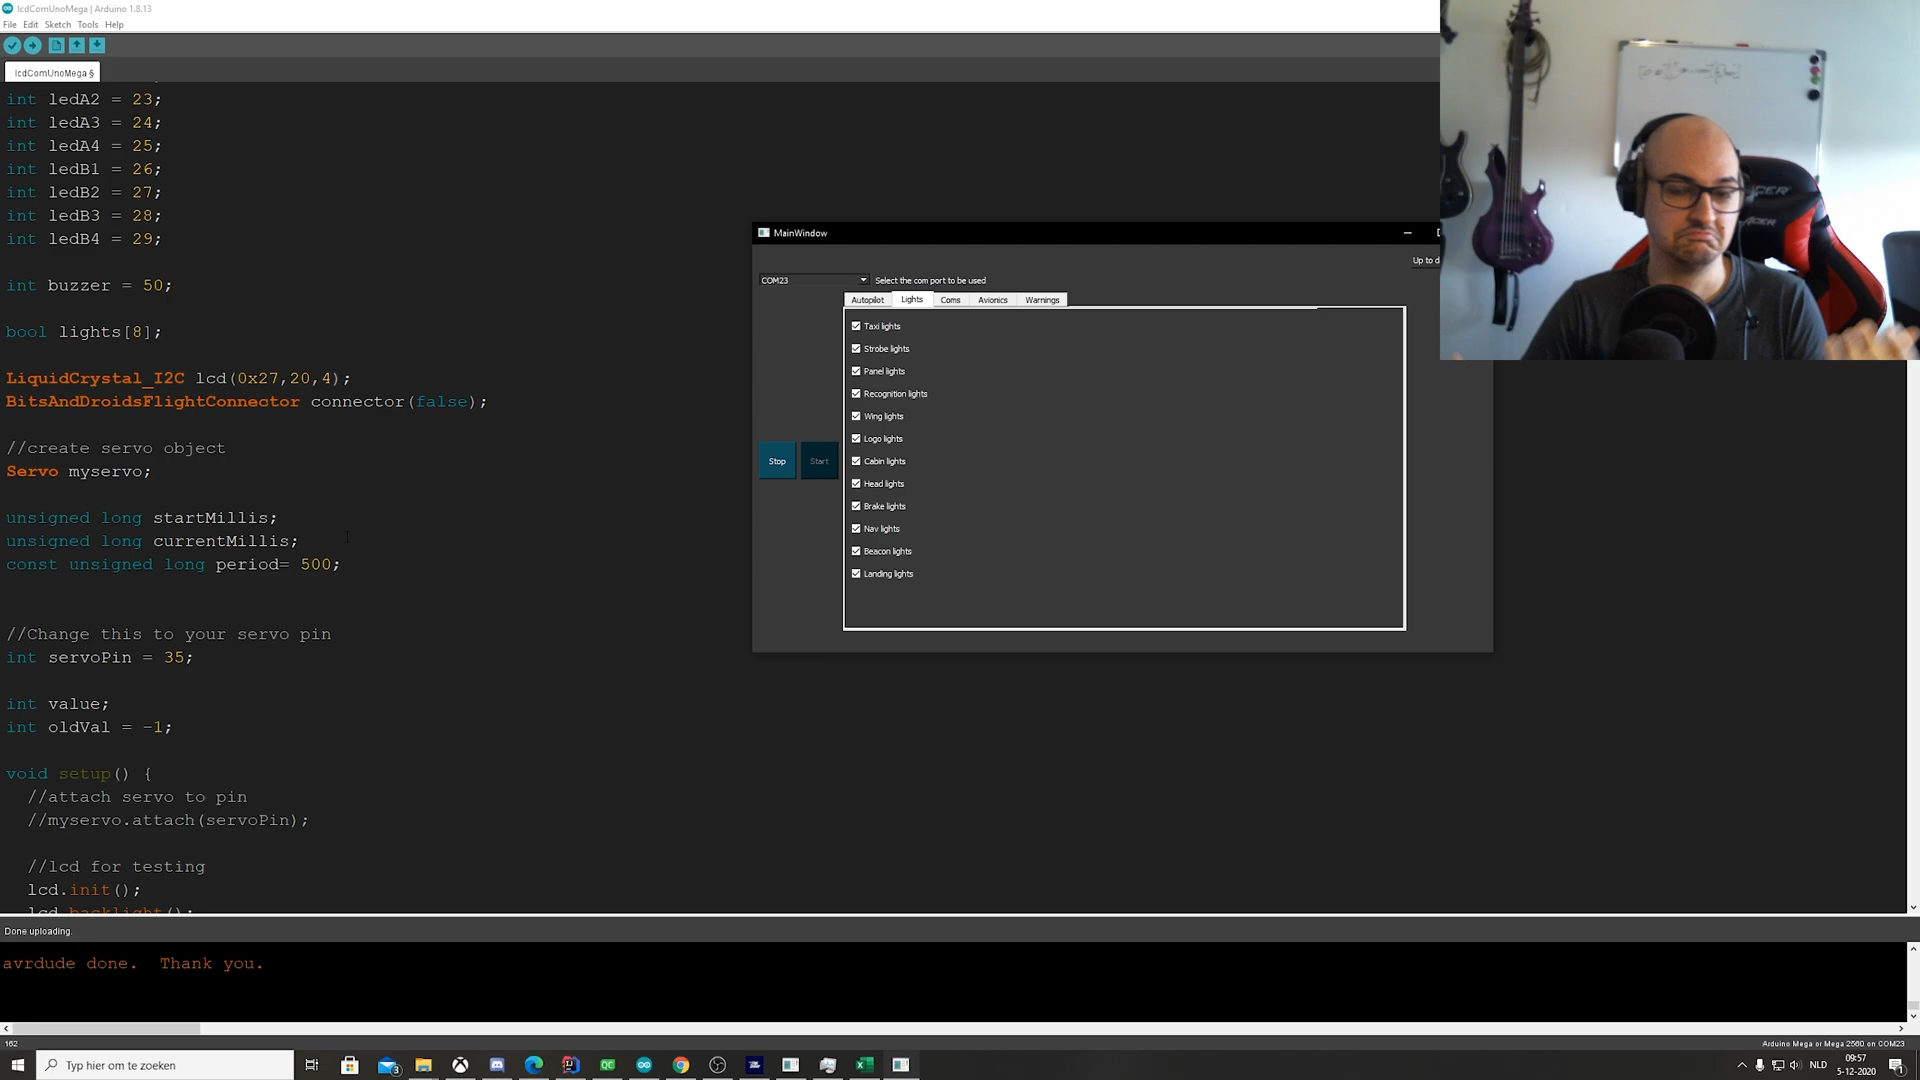 lcdComUnoMega | Arduino 1.8.13
File Edit Sketch Tools Help
lcdComUnoMega §
int ledA2 = 23;
int ledA3 = 24;
int ledA4 = 25;
int ledB1 = 26;
int ledB2 = 27;
int ledB3 = 28;
int ledB4 = 29;
int buzzer = 50;
bool lights[8];
LiquidCrystal_I2C lcd(0x27,20,4);
BitsAndDroidsFlightConnector connector(false);
//create servo object
Servo myservo;
unsigned long startMillis;
unsigned long currentMillis;
const unsigned long period= 500;
//Change this to your servo pin
int servoPin = 35;
int value;
int oldVal = -1;
void setup() {
//attach servo to pin
//myservo.attach(servoPin);
//lcd for testing
lcd.init();
lcd.backlight();
MainWindow
Up to d
COM23 Select the com port to be used
Autopilot Lights Coms Avionics Warnings
Taxi lights
Strobe lights
Panel lights
Recognition lights
Wing lights
Logo lights
Cabin lights
Head lights
Brake lights
Nav lights
Beacon lights
Landing lights
Stop Start
Done uploading.
avrdude done. Thank you.
162
Arduino Mega or Mega 2560 on COM23
Typ hier om te zoeken
NLD
09:57
5-12-2020